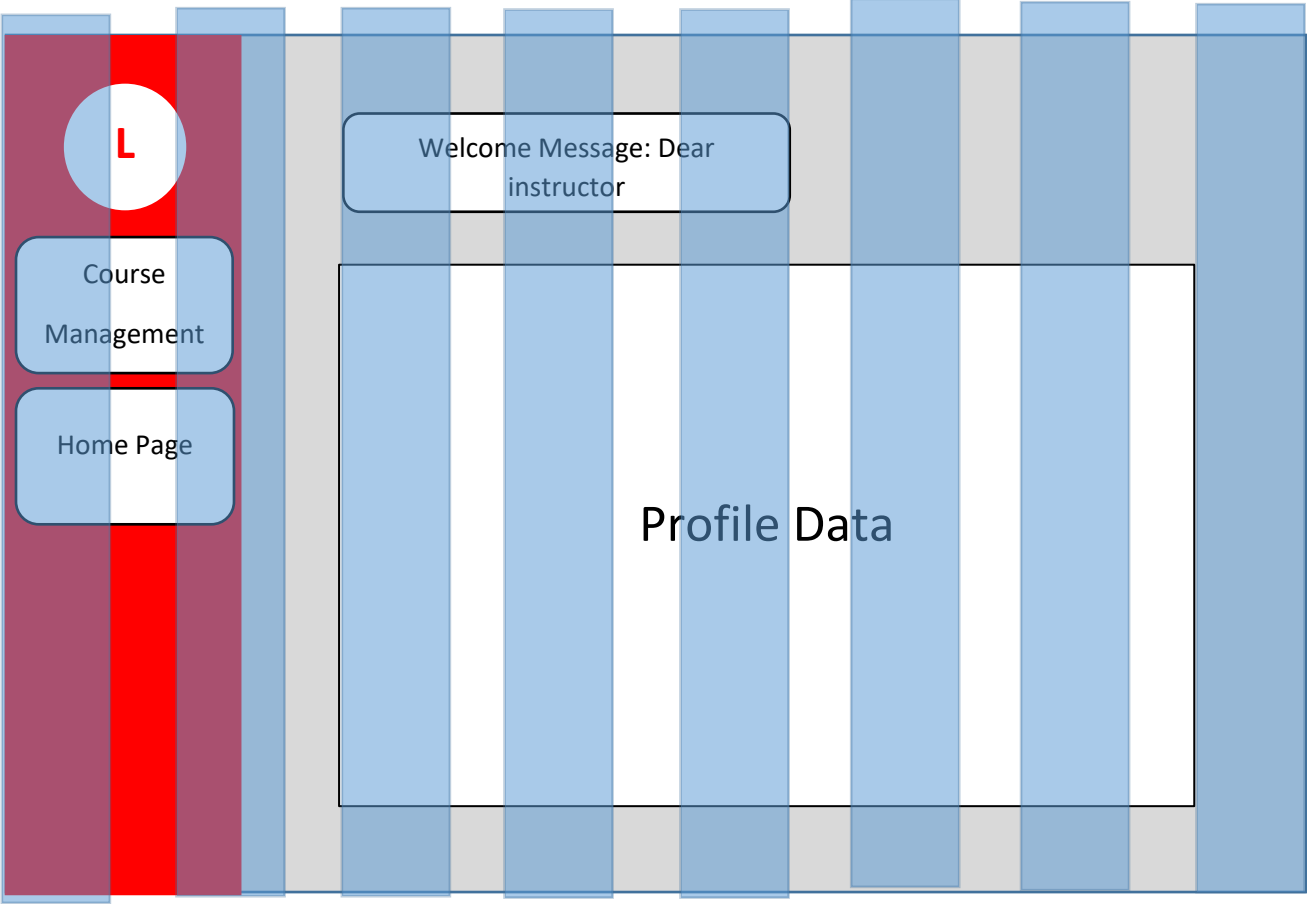 L
Welcome Message: Dear
instructor
Course
Management
Home Page
Profile Data